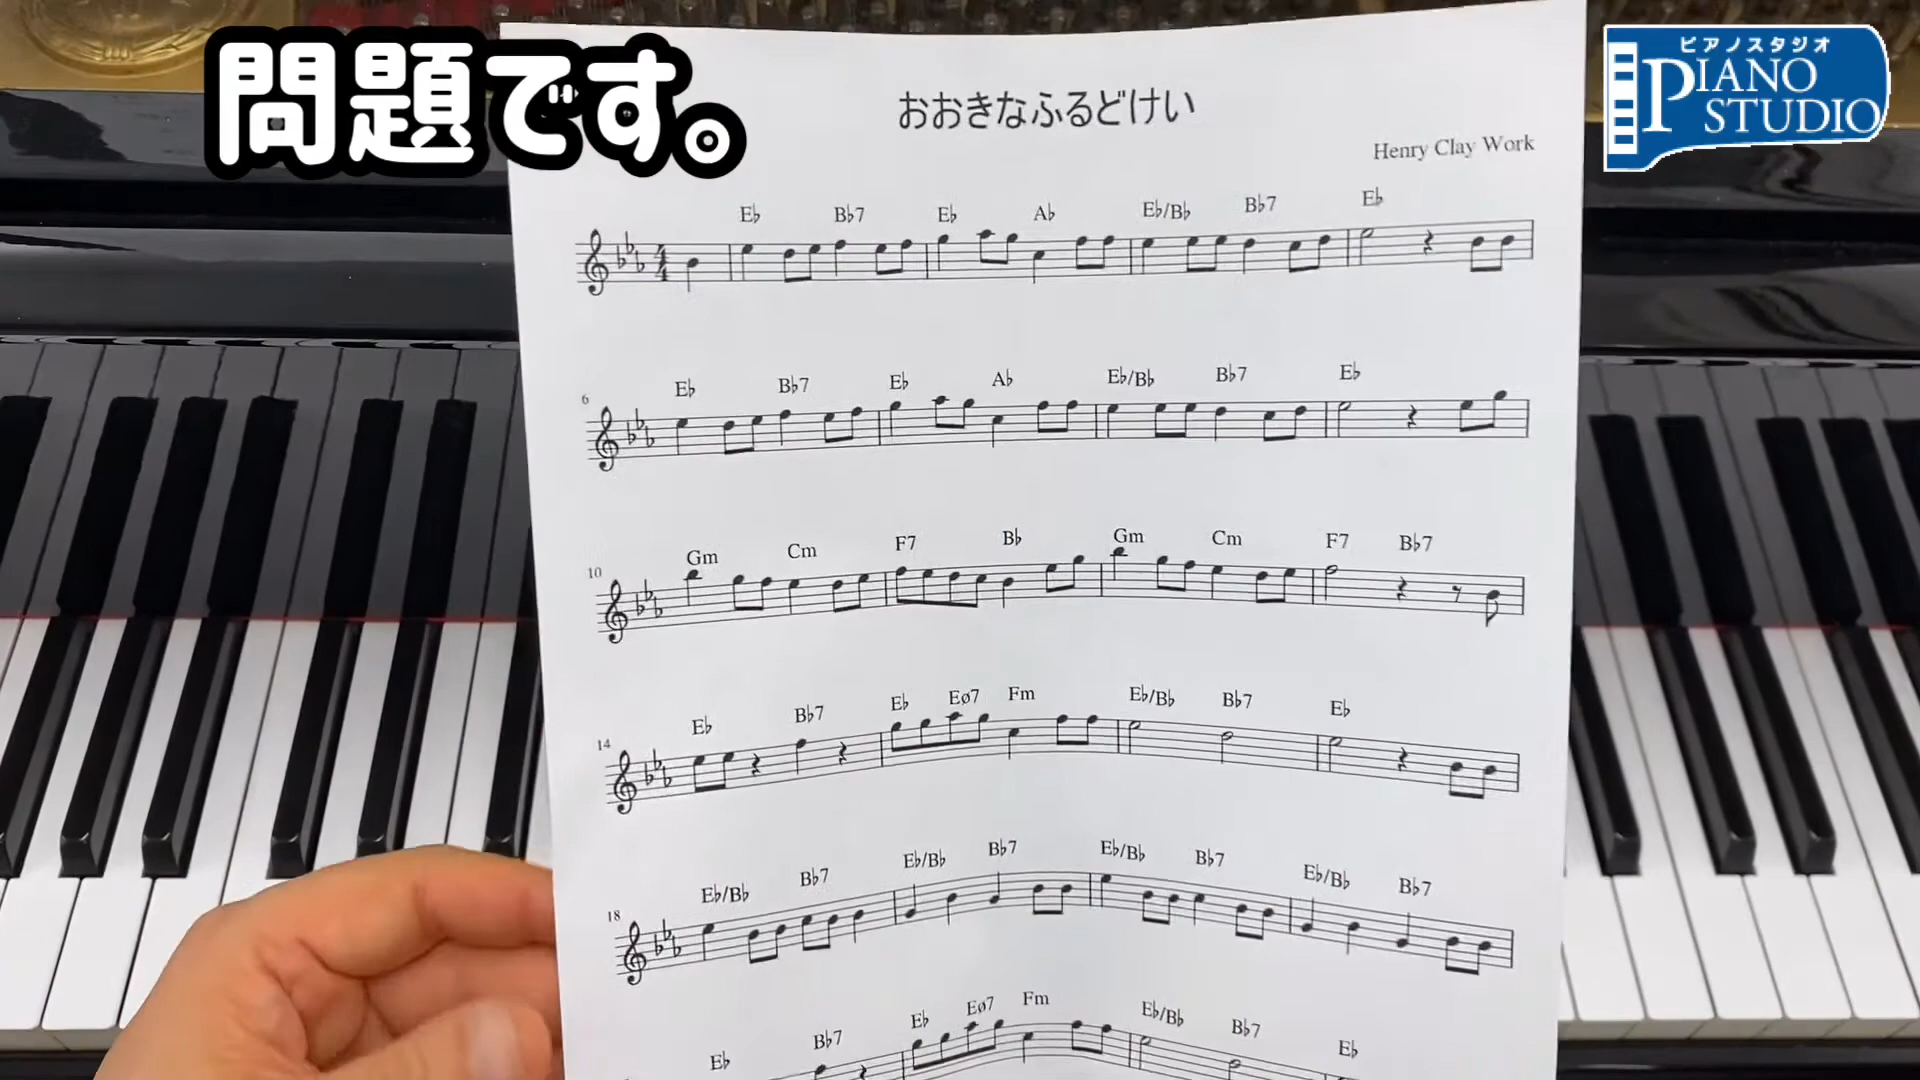 問題です。
ピアノスタジオ
PIANO
STUDIO
おおきなふるどけい
Henry Clay Work
E♭ B♭7 E♭ A♭ E♭/B♭ B♭7 E♭
6 E♭ B♭7 E♭ A♭ E♭/B♭ B♭7 E♭
10 Gm Cm F7 B♭ Gm Cm F7 B♭7
14 E♭ B♭7 E♭ Eø7 Fm E♭/B♭ B♭7 E♭
18 E♭/B♭ B♭7 E♭/B♭ B♭7 E♭/B♭ B♭7 E♭/B♭ B♭7
E♭ B♭7 E♭ Eø7 Fm E♭/B♭ B♭7 E♭